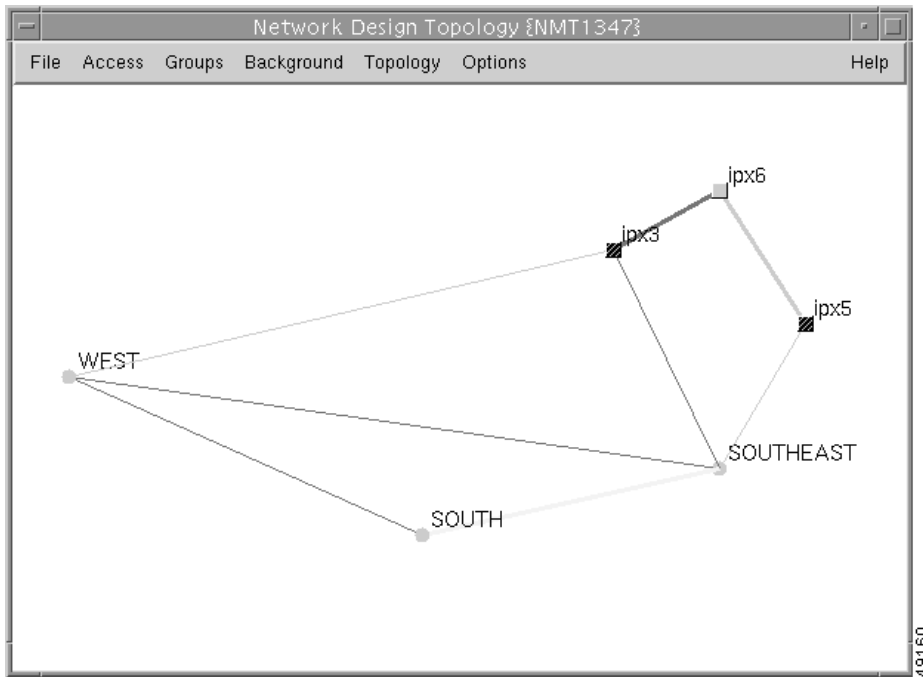 Network Design Topology {NMT1347}
File Access Groups Background Topology Options Help
ipx6
ipx3
ipx5
WEST
SOUTHEAST
SOUTH
49160